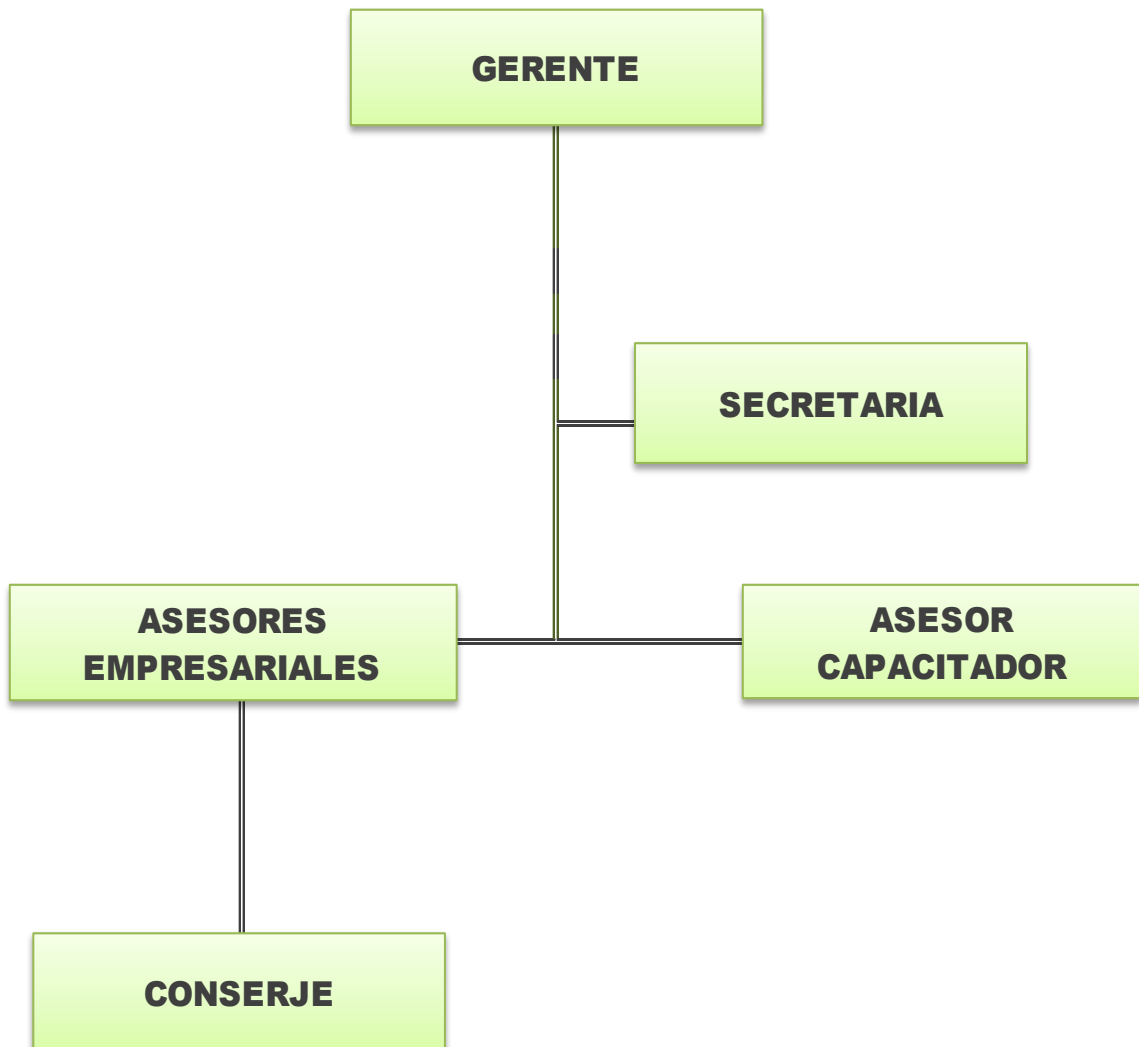 GERENTE
SECRETARIA
ASESORES
EMPRESARIALES
ASESOR
CAPACITADOR
CONSERJE